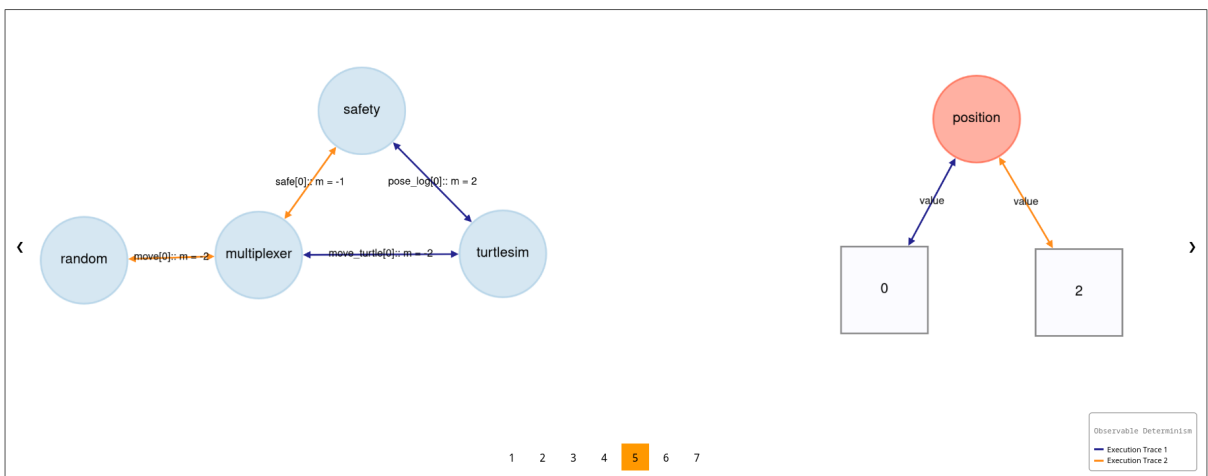 safety
position
safe[0]:: m = -1
pose_log[0]:: m = 2
value
value
❮
random
move[0]:: m = -2
multiplexer
move_turtle[0]:: m = -2
turtlesim
❯
0
2
Observable Determinism
Execution Trace 1
Execution Trace 2
1 2 3 4 5 6 7